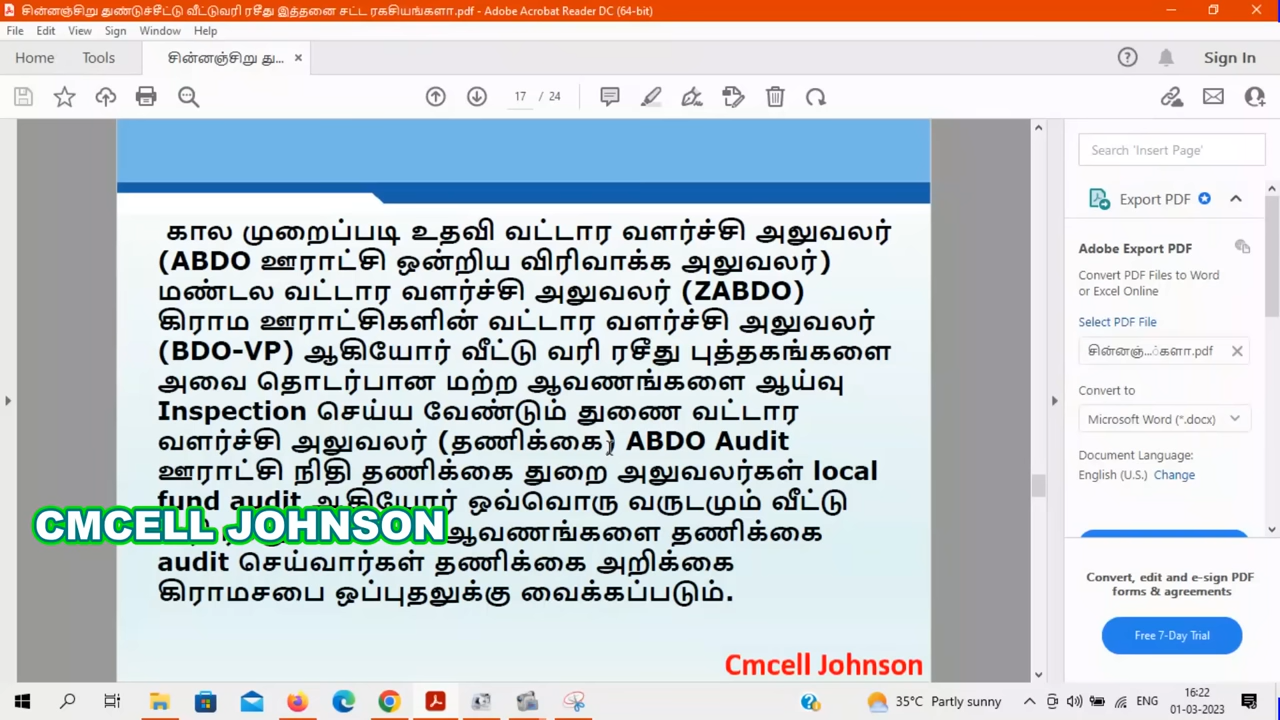 சின்னஞ்சிறு துண்டுச்சீட்டு வீட்டுவரி ரசீது இத்தனை சட்ட ரகசியங்களா.pdf - Adobe Acrobat Reader DC (64-bit)
File Edit View Sign Window Help
Home Tools சின்னஞ்சிறு து... Sign In
17 / 24
Search 'Insert Page'
Export PDF
Adobe Export PDF
Convert PDF Files to Word
or Excel Online
Select PDF File
Convert to
Microsoft Word (*.docx)
Document Language:
English (U.S.) Change
Convert, edit and e-sign PDF
forms & agreements
Free 7-Day Trial
கால முறைப்படி உதவி வட்டார வளர்ச்சி அலுவலர்
(ABDO ஊராட்சி ஒன்றிய விரிவாக்க அலுவலர்)
மண்டல வட்டார வளர்ச்சி அலுவலர் (ZABDO)
கிராம ஊராட்சிகளின் வட்டார வளர்ச்சி அலுவலர்
(BDO-VP) ஆகியோர் வீட்டு வரி ரசீது புத்தகங்களை
அவை தொடர்பான மற்ற ஆவணங்களை ஆய்வு
Inspection செய்ய வேண்டும் துணை வட்டார
வளர்ச்சி அலுவலர் (தணிக்கை) ABDO Audit
ஊராட்சி நிதி தணிக்கை துறை அலுவலர்கள் local
fund audit ஆகியோர் ஒவ்வொரு வருடமும் வீட்டு
ஆவணங்களை தணிக்கை
audit செய்வார்கள் தணிக்கை அறிக்கை
கிராமசபை ஒப்புதலுக்கு வைக்கப்படும்.
CMCELL JOHNSON
Cmcell Johnson
35°C Partly sunny ENG 16:22
01-03-2023